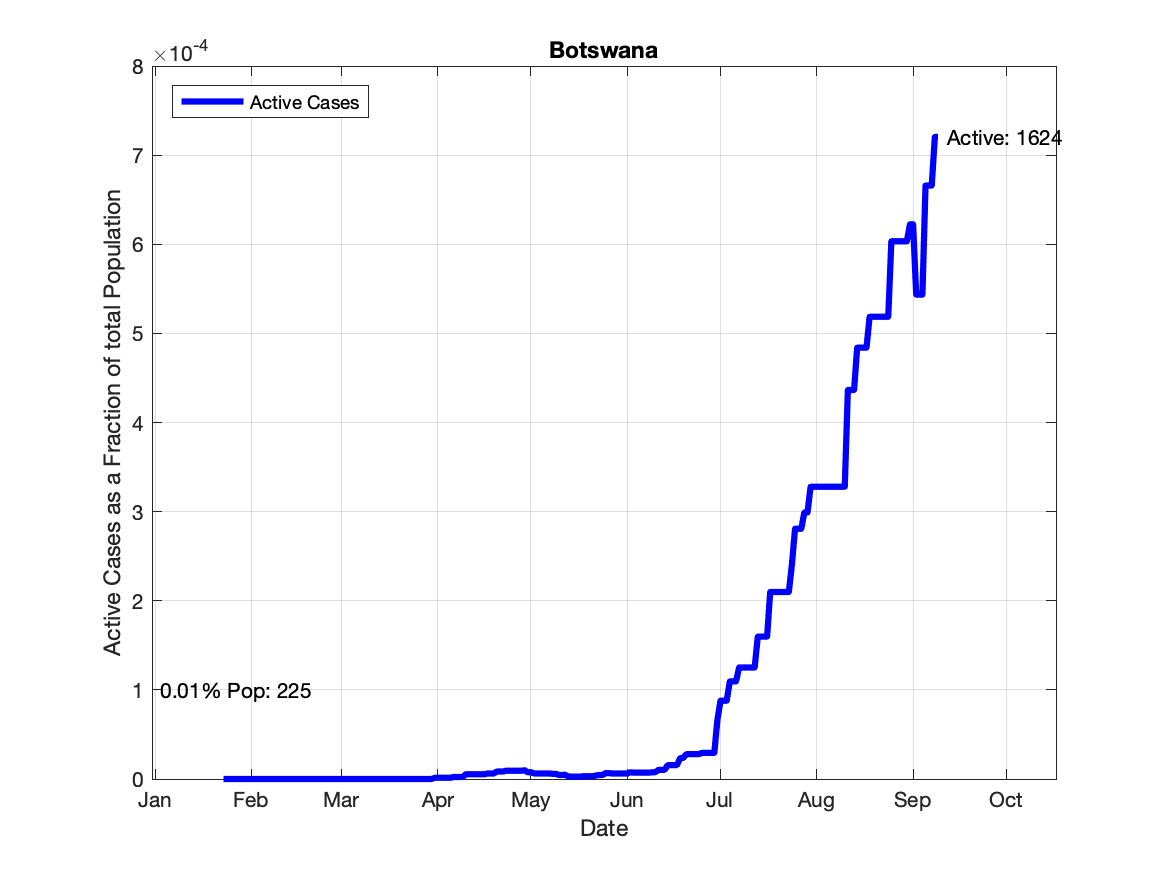 Botswana
×10-4
Active Cases
Active: 1624
0.01% Pop: 225
8
7
6
5
4
3
2
1
0
Active Cases as a Fraction of total Population
Jan Feb Mar Apr May Jun Jul Aug Sep Oct
Date